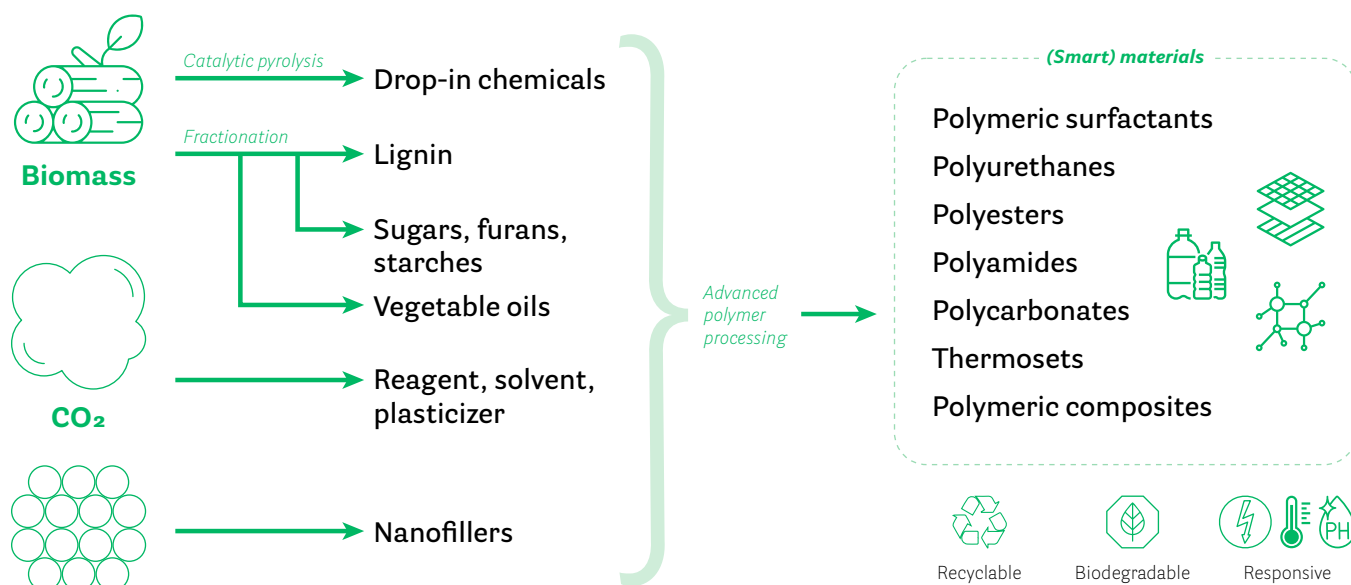 Catalytic pyrolysis
Drop-in chemicals
Fractionation
Lignin
Biomass
Sugars, furans,
starches
Vegetable oils
CO₂
Reagent, solvent,
plasticizer
Nanofillers
Advanced
polymer
processing
(Smart) materials
Polymeric surfactants
Polyurethanes
Polyesters
Polyamides
Polycarbonates
Thermosets
Polymeric composites
PH
Recyclable
Biodegradable
Responsive